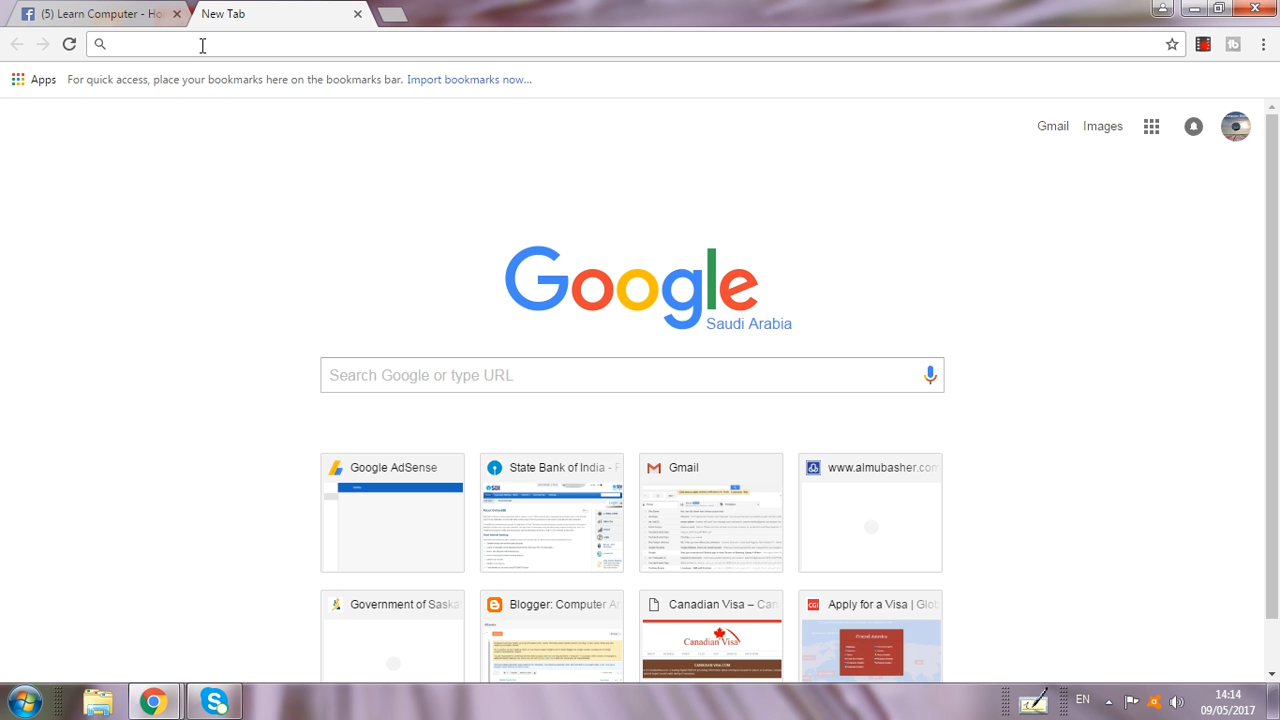 (5) Learn Computer - Ho
New Tab
Apps
For quick access, place your bookmarks here on the bookmarks bar. Import bookmarks now...
Gmail
Images
Google
Saudi Arabia
Search Google or type URL
Google AdSense
State Bank of India - P
Gmail
www.almubasher.co
Government of Saska
Blogger: Computer A
Canadian Visa – Can
Apply for a Visa | Glo
Canadian Visa
EN
14:14
09/05/2017